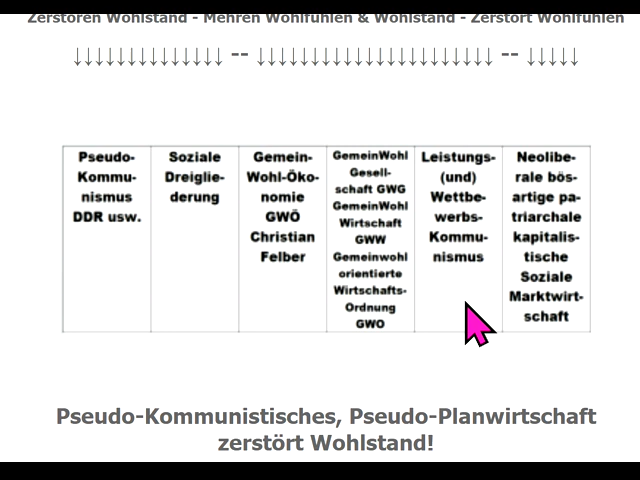 Zerstören Wohlstand - Mehren Wohlfühlen & Wohlstand - Zerstört Wohlfühlen
↓↓↓↓↓↓↓↓↓↓↓↓↓↓ -- ↓↓↓↓↓↓↓↓↓↓↓↓↓↓↓↓↓↓↓↓↓↓ -- ↓↓↓↓↓
Pseudo-
Kommu-
nismus
DDR usw.
Soziale
Dreiglie-
derung
Gemein-
Wohl-Öko-
nomie
GWÖ
Christian
Felber
GemeinWohl
Gesell-
schaft GWG
GemeinWohl
Wirtschaft
GWW
Gemeinwohl
orientierte
Wirtschafts-
Ordnung
GWO
Leistungs-
(und)
Wettbe-
werbs-
Kommu-
nismus
Neolibe-
rale bös-
artige pa-
triarchale
kapitalis-
tische
Soziale
Marktwirt-
schaft
Pseudo-Kommunistisches, Pseudo-Planwirtschaft
zerstört Wohlstand!